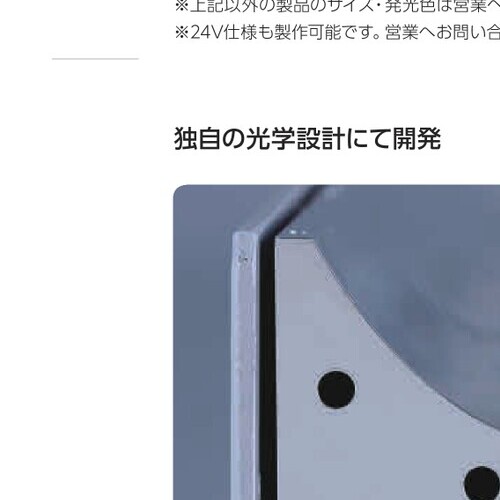 ※上記以外の製品のサイズ・発光色は営業へ
※24V仕様も製作可能です。営業へお問い合
独自の光学設計にて開発